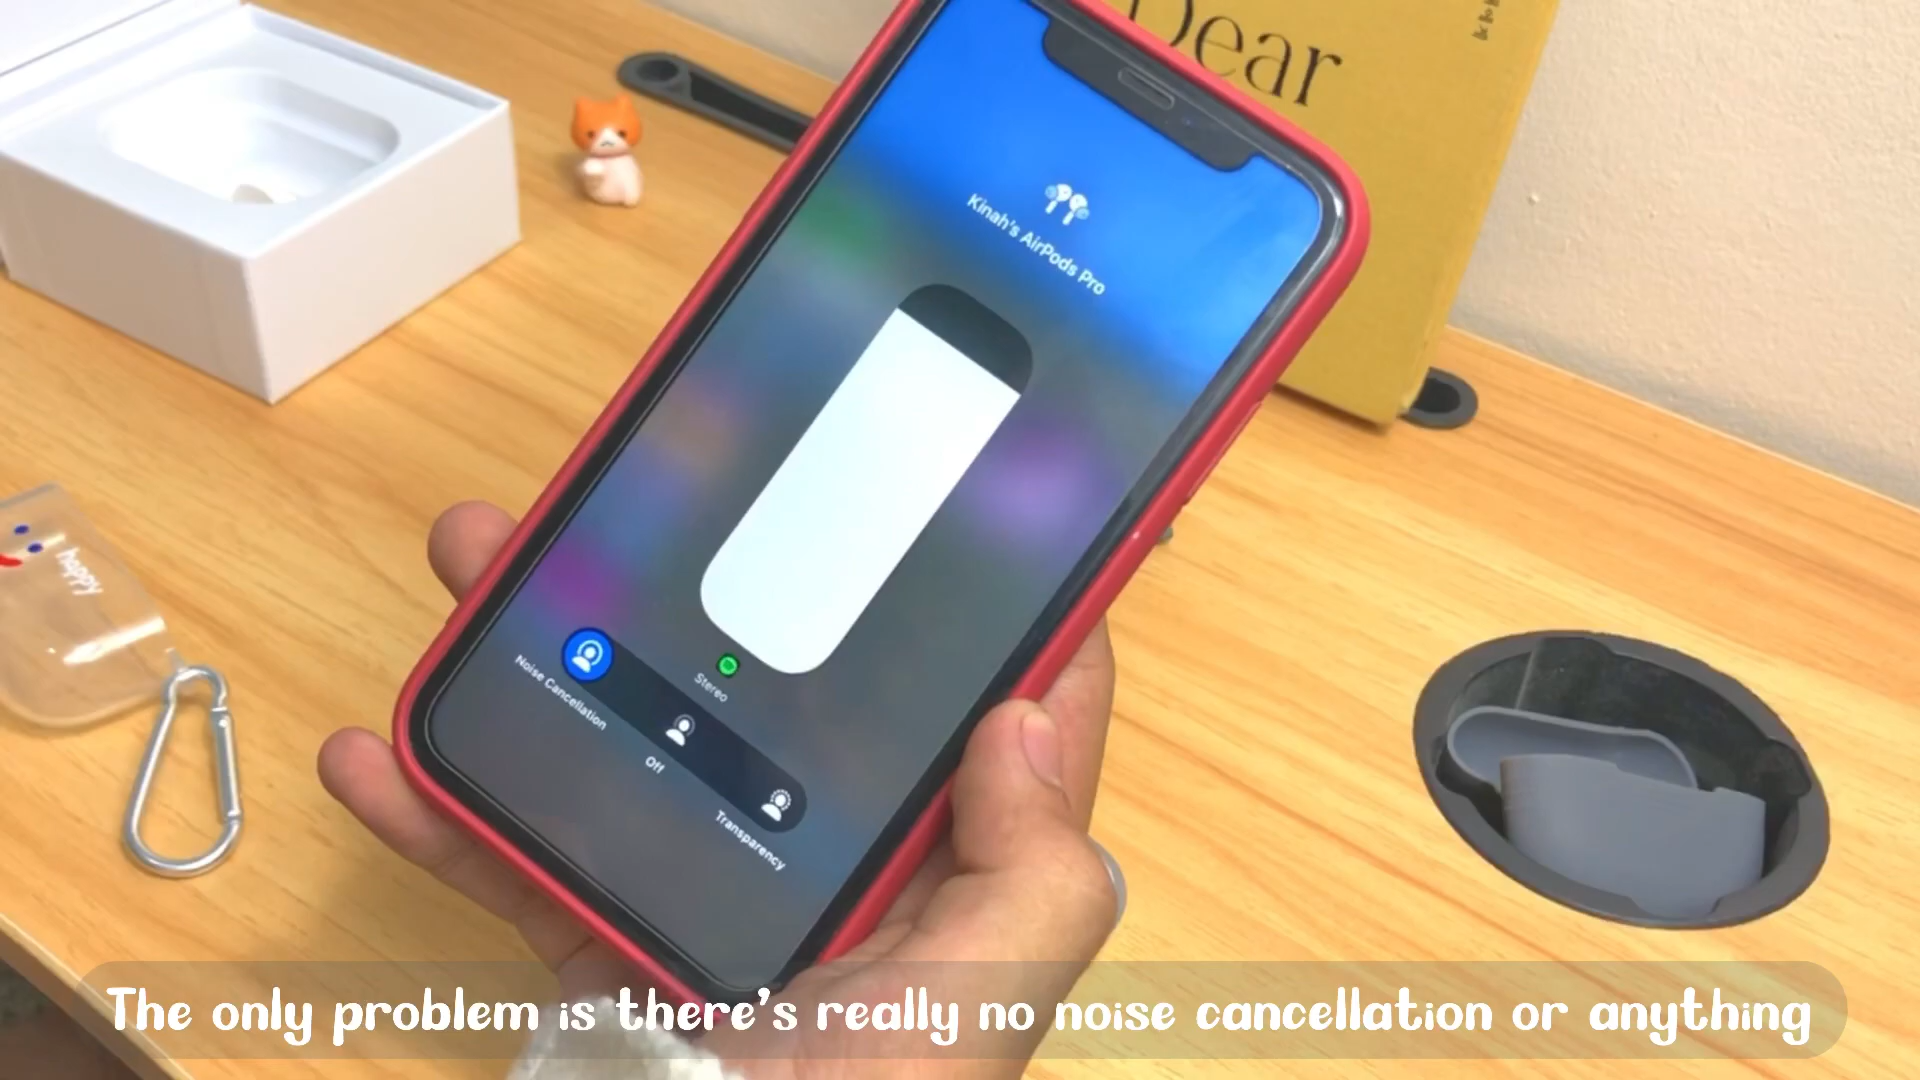 Dear
Kinah's AirPods Pro
happy
Stereo
Noise Cancellation
Off
Transparency
The only problem is there's really no noise cancellation or anything